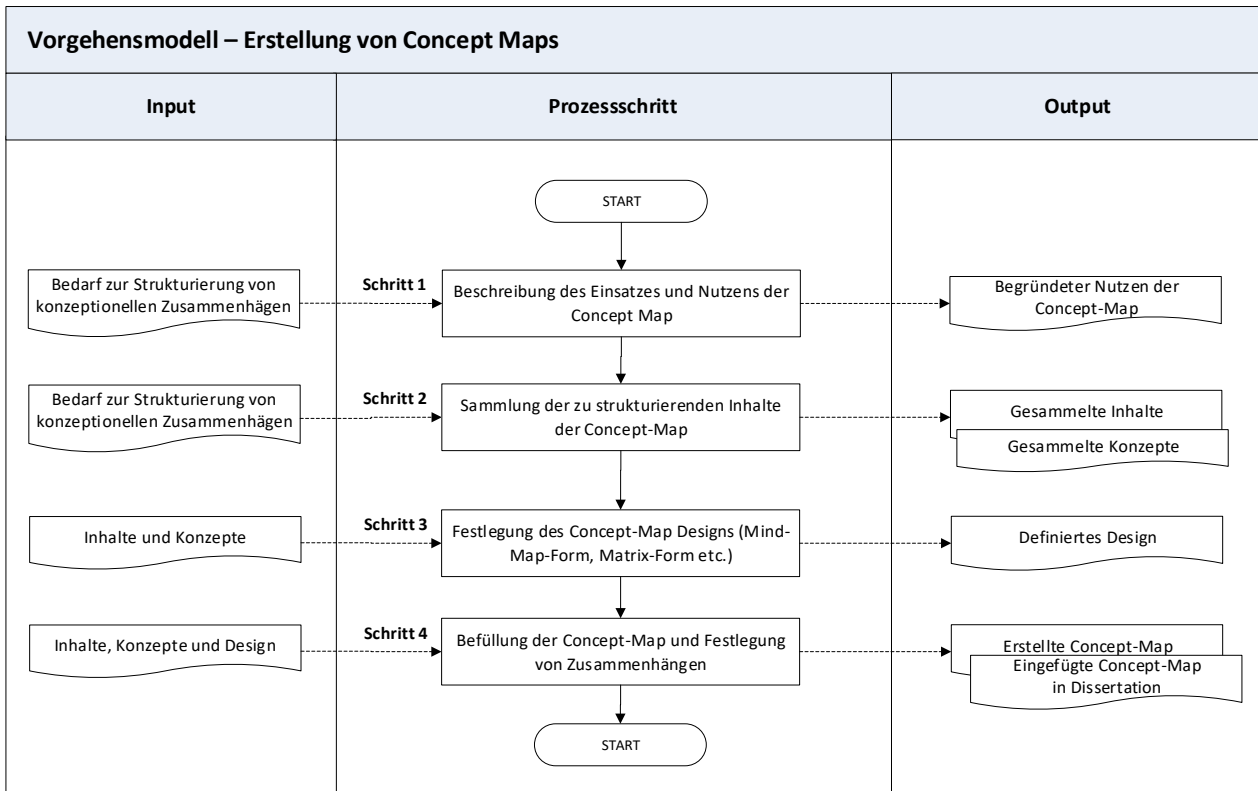 Vorgehensmodell – Erstellung von Concept Maps
Input
Prozessschritt
Output
START
Bedarf zur Strukturierung von
konzeptionellen Zusammenhägen
Schritt 1
Beschreibung des Einsatzes und Nutzens der
Concept Map
Begründeter Nutzen der
Concept-Map
Bedarf zur Strukturierung von
konzeptionellen Zusammenhägen
Schritt 2
Sammlung der zu strukturierenden Inhalte
der Concept-Map
Gesammelte Inhalte
Gesammelte Konzepte
Inhalte und Konzepte
Schritt 3
Festlegung des Concept-Map Designs (Mind-
Map-Form, Matrix-Form etc.)
Definiertes Design
Inhalte, Konzepte und Design
Schritt 4
Befüllung der Concept-Map und Festlegung
von Zusammenhängen
Erstellte Concept-Map
Eingefügte Concept-Map
in Dissertation
START